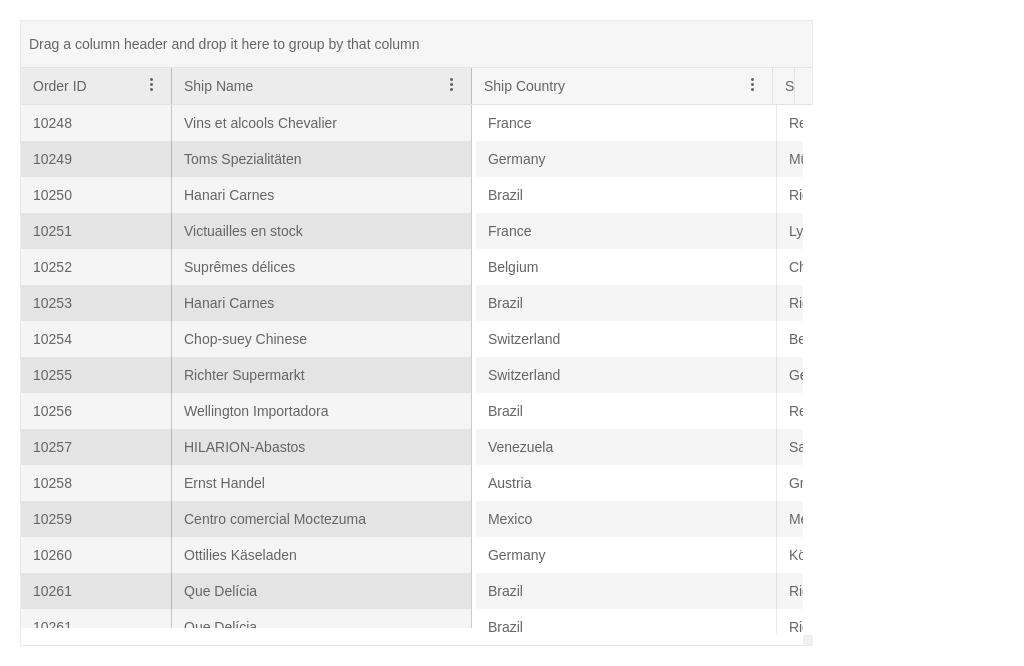 Drag a column header and drop it here to group by that column
Order ID Ship Name Ship Country S
10248 Vins et alcools Chevalier France Re
10249 Toms Spezialitäten Germany Mü
10250 Hanari Carnes Brazil Ri
10251 Victuailles en stock France Ly
10252 Suprêmes délices Belgium Ch
10253 Hanari Carnes Brazil Ri
10254 Chop-suey Chinese Switzerland Be
10255 Richter Supermarkt Switzerland Ge
10256 Wellington Importadora Brazil Re
10257 HILARION-Abastos Venezuela Sa
10258 Ernst Handel Austria Gr
10259 Centro comercial Moctezuma Mexico Mé
10260 Ottilies Käseladen Germany Kö
10261 Que Delícia Brazil Ri
10261 Que Delícia Brazil Ri